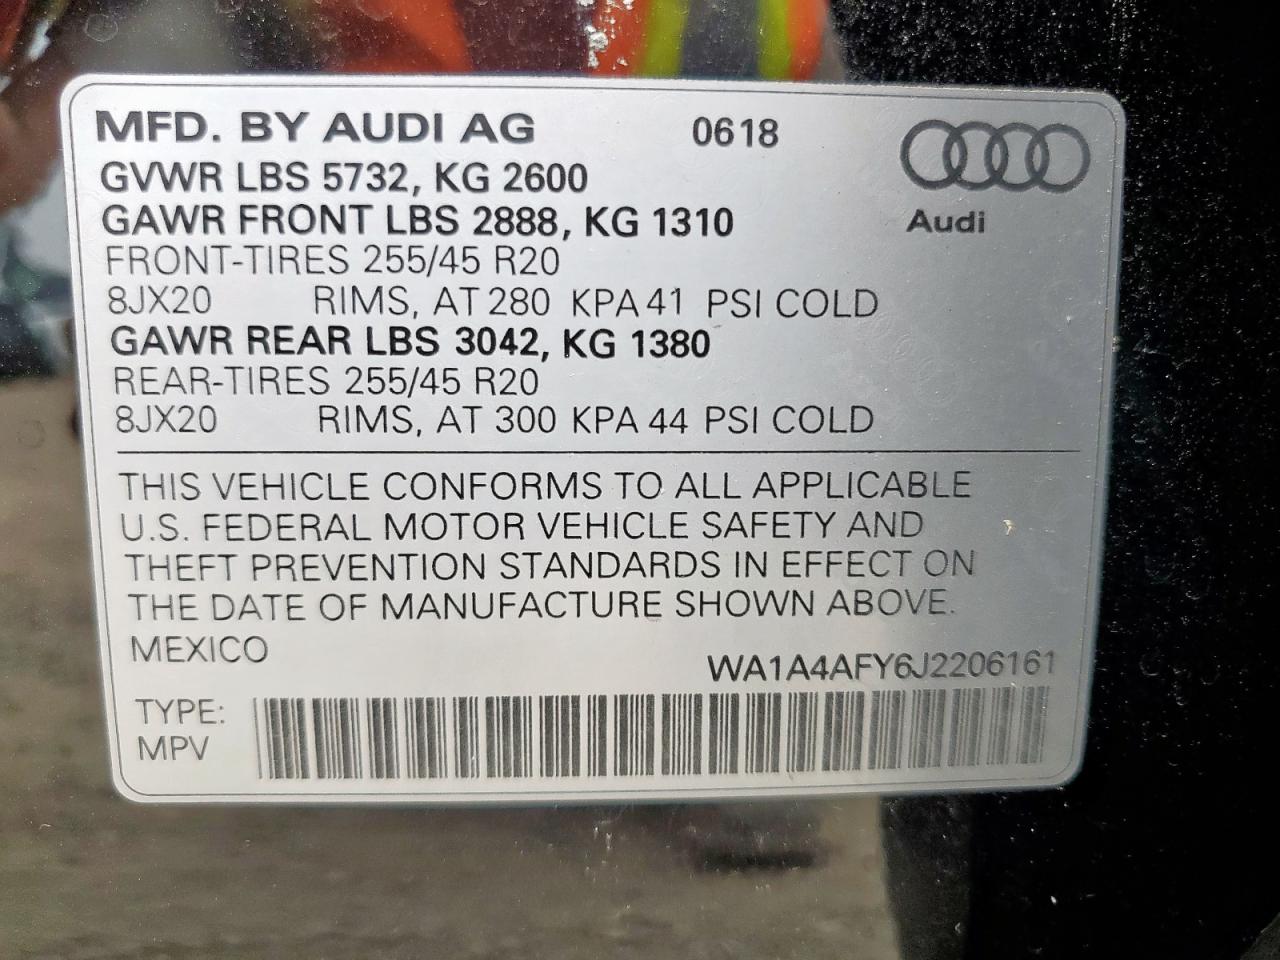 MFD. BY AUDI AG 0618
GVWR LBS 5732, KG 2600
GAWR FRONT LBS 2888, KG 1310
Audi
FRONT-TIRES 255/45 R20
8JX20 RIMS, AT 280 KPA 41 PSI COLD
GAWR REAR LBS 3042, KG 1380
REAR-TIRES 255/45 R20
8JX20 RIMS, AT 300 KPA 44 PSI COLD
THIS VEHICLE CONFORMS TO ALL APPLICABLE
U.S. FEDERAL MOTOR VEHICLE SAFETY AND
THEFT PREVENTION STANDARDS IN EFFECT ON
THE DATE OF MANUFACTURE SHOWN ABOVE.
MEXICO
WA1A4AFY6J2206161
TYPE:
MPV